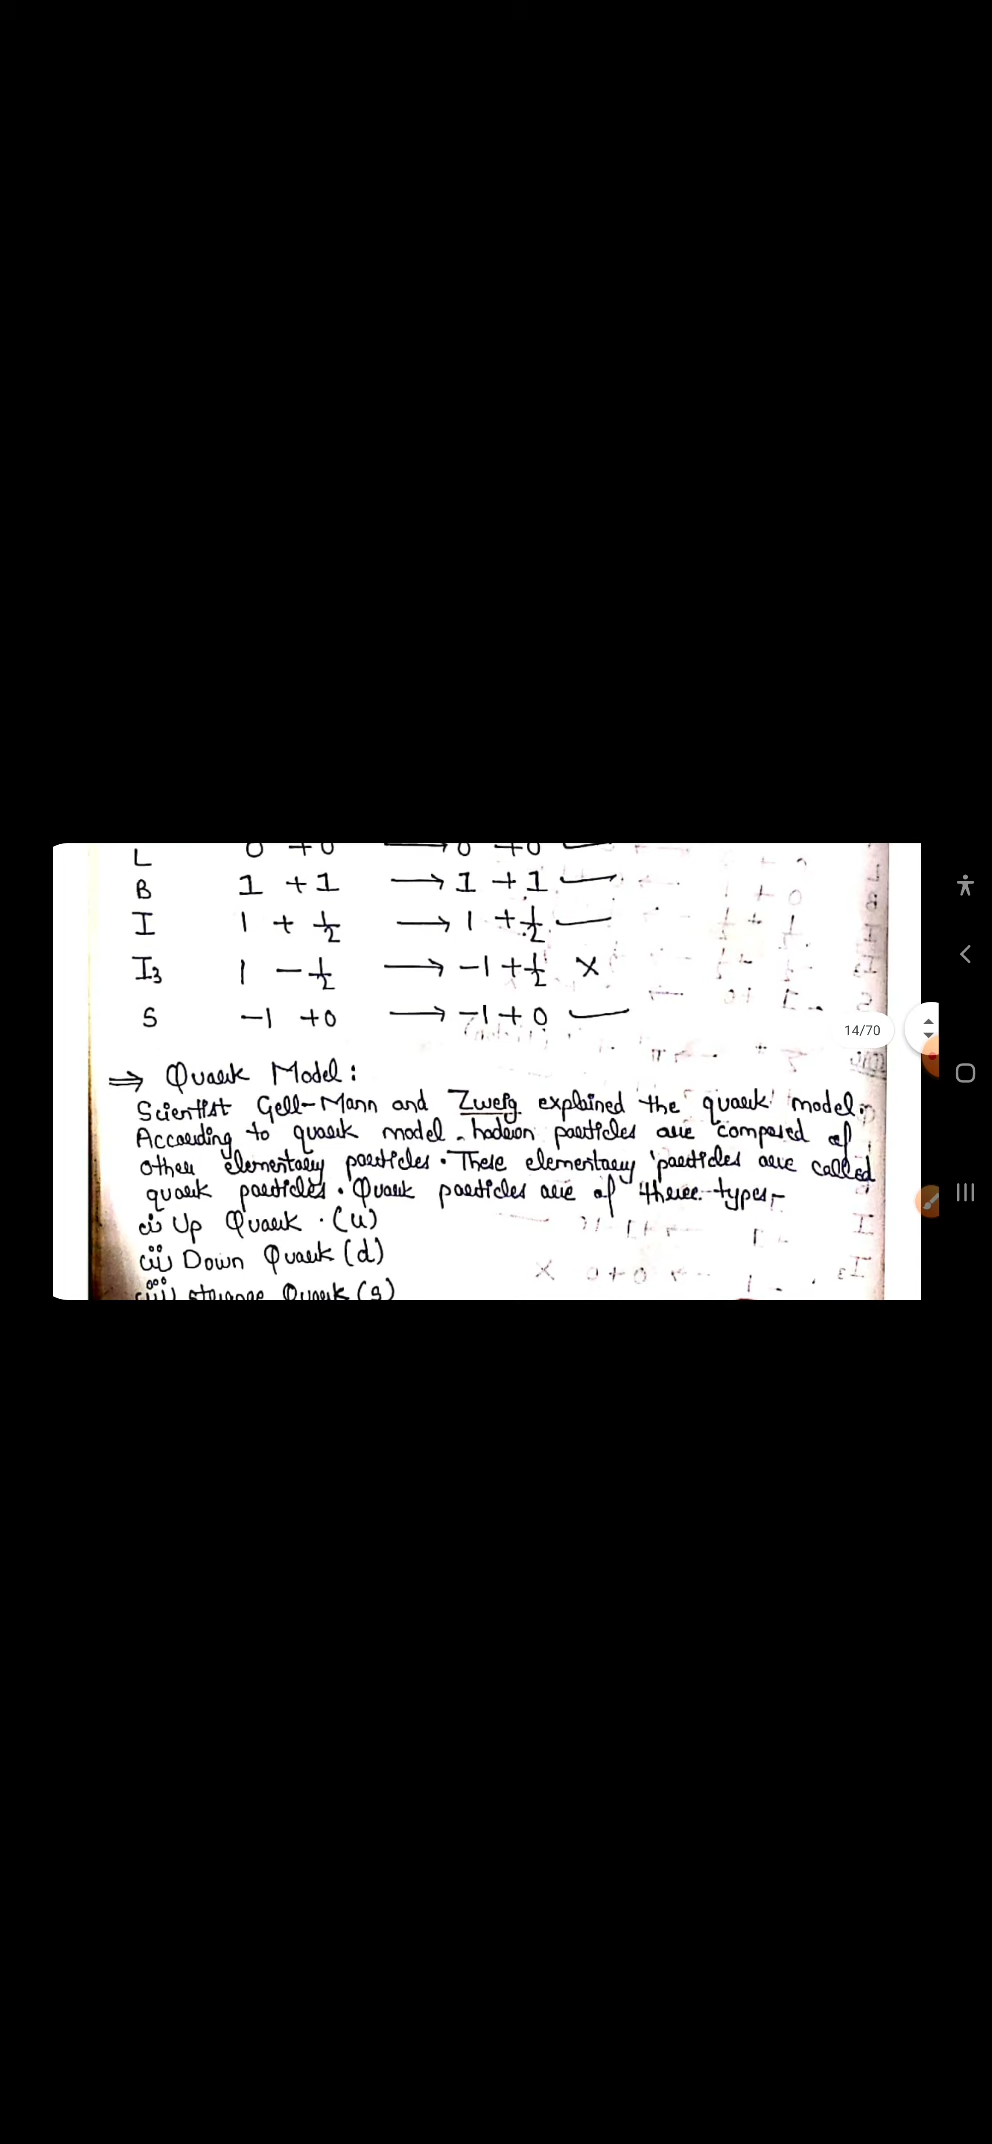 L 0 +0 → 0 +0
B 1 +1 → 1 +1
I 1 + 1/2 → 1 + 1/2
I3 1 - 1/2 → -1 + 1/2 ×
S -1 +0 → -1 + 0
14/70
⇒ Quark Model:
Scientist Gell-Mann and Zweig explained the quark model.
According to quark model - hadron particles are composed of
other elementary particles. These elementary particles are called
quark particles. Quark particles are of three types-
(i) Up Quark. (u)
(ii) Down Quark (d)
(iii) strange Quark (s)